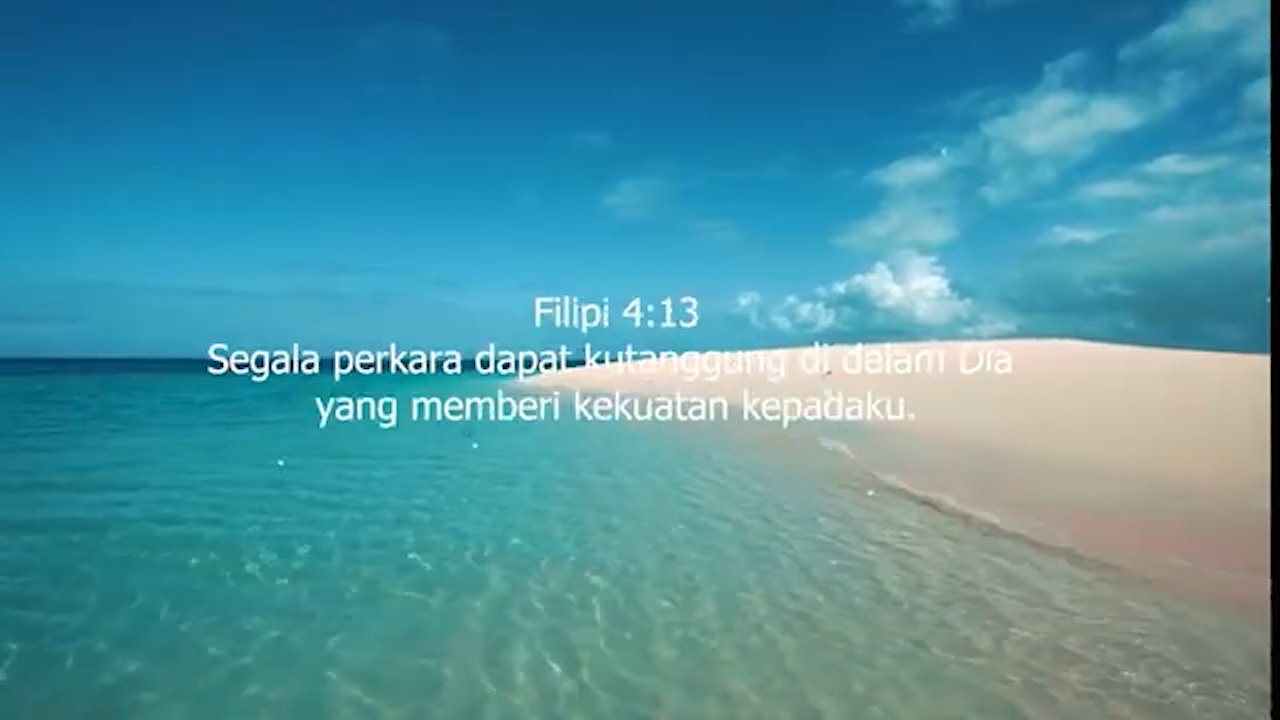 Filipi 4:13
Segala perkara dapat kutanggung di dalam Dia
yang memberi kekuatan kepadaku.